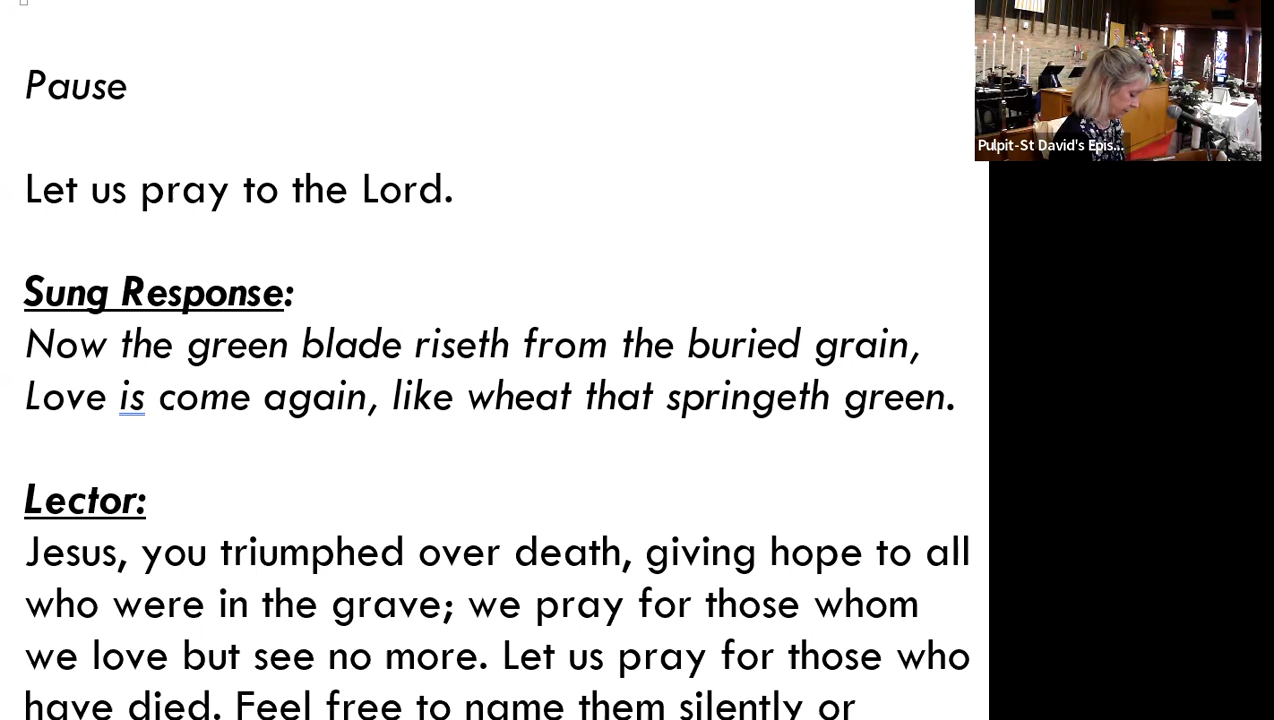 Pause
Let us pray to the Lord.
Sung Response:
Now the green blade riseth from the buried grain,
Love is come again, like wheat that springeth green.
Lector:
Jesus, you triumphed over death, giving hope to all
who were in the grave; we pray for those whom
we love but see no more. Let us pray for those who
have died. Feel free to name them silently or
Pulpit-St David's Epis...